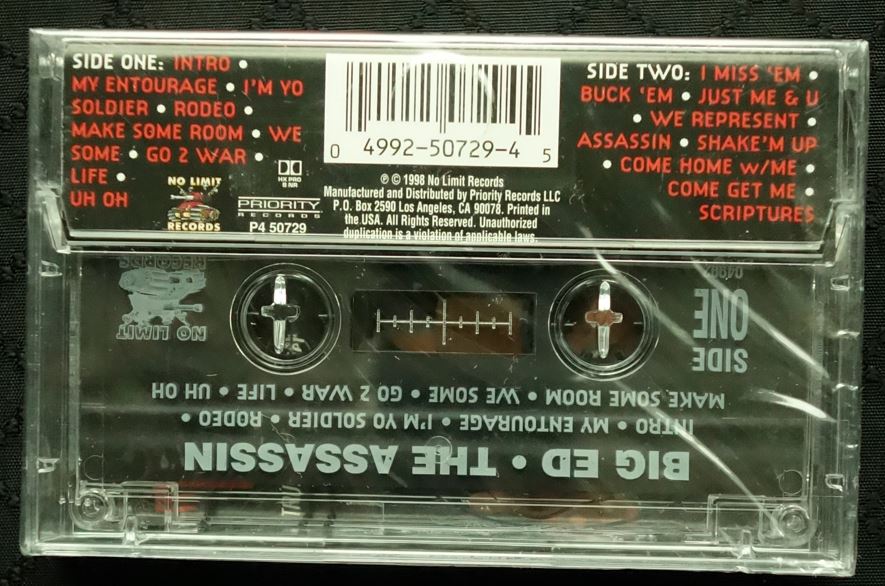 SIDE ONE: INTRO •
MY ENTOURAGE • I'M YO
SOLDIER • RODEO •
MAKE SOME ROOM • WE
SOME • GO 2 WAR •
LIFE •
UH OH
NO LIMIT
RECORDS
HX PRO
B NR
PRIORITY
RECORDS
P4 50729
0 4992-50729-4 5
℗ © 1998 No Limit Records
Manufactured and Distributed by Priority Records LLC
P.O. Box 2590 Los Angeles, CA 90078. Printed in
the USA. All Rights Reserved. Unauthorized
duplication is a violation of applicable laws.
SIDE TWO: I MISS 'EM •
BUCK 'EM • JUST ME & U
• WE REPRESENT •
ASSASSIN • SHAKE'M UP
• COME HOME W/ME •
COME GET ME •
SCRIPTURES
BIG ED • THE ASSASSIN
INTRO • MY ENTOURAGE • I'M YO SOLDIER • RODEO •
MAKE SOME ROOM • WE SOME • GO 2 WAR • LIFE • UH OH
SIDE
ONE
NO LIMIT
RECORDS